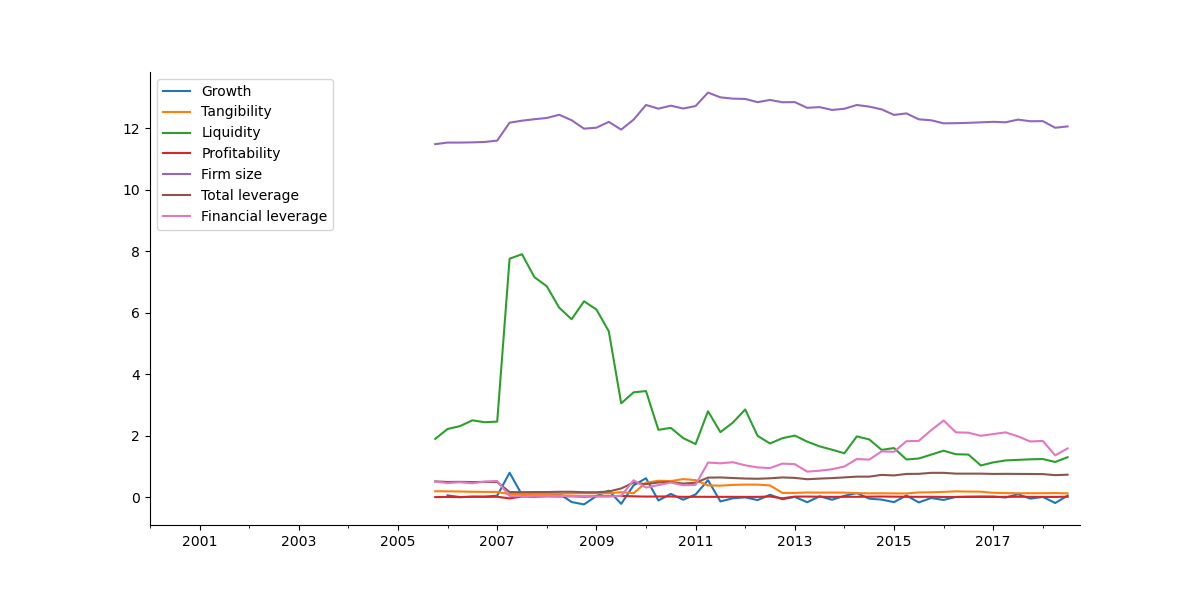 Growth
Tangibility
Liquidity
Profitability
Firm size
Total leverage
Financial leverage
12
10
8
6
4
2
0
2001 2003 2005 2007 2009 2011 2013 2015 2017